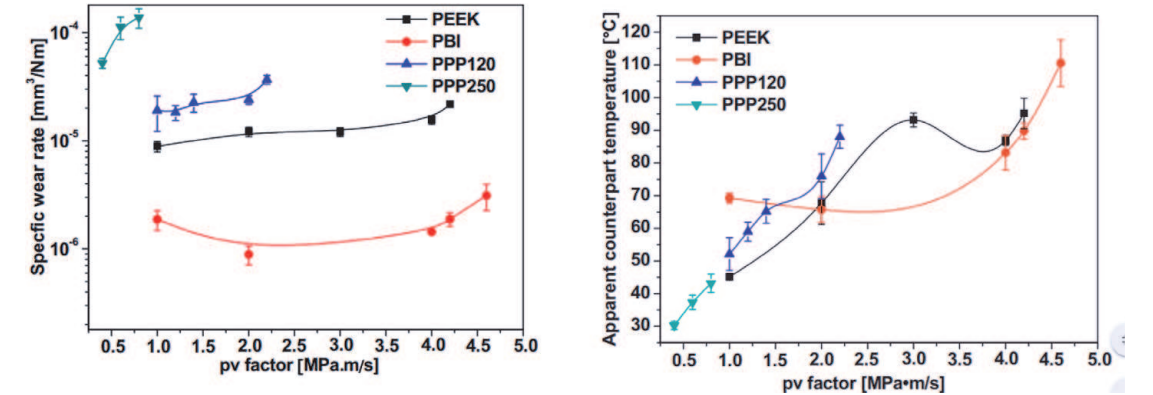 Specfic wear rate [mm³/Nm]
10⁻⁴
10⁻⁵
10⁻⁶
PEEK
PBI
PPP120
PPP250
0.5 1.0 1.5 2.0 2.5 3.0 3.5 4.0 4.5 5.0
pv factor [MPa.m/s]
Apparent counterpart temperature [°C]
120
110
100
90
80
70
60
50
40
30
PEEK
PBI
PPP120
PPP250
0.5 1.0 1.5 2.0 2.5 3.0 3.5 4.0 4.5 5.0
pv factor [MPa•m/s]